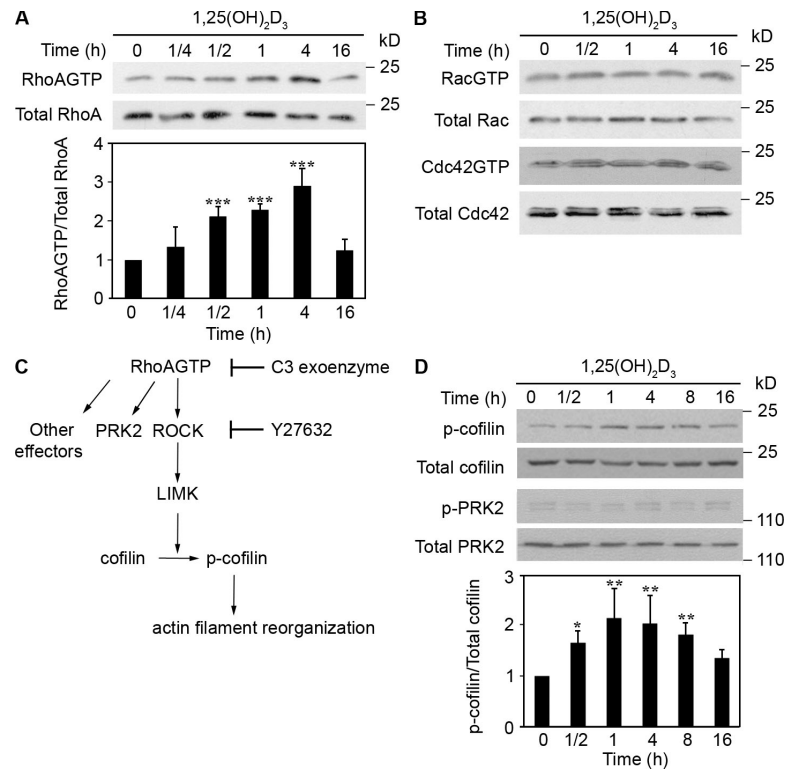 A
1,25(OH)2D3
kD
Time (h) 0 1/4 1/2 1 4 16
RhoAGTP
25
Total RhoA
25
RhoAGTP/Total RhoA
4
3
2
1
0
*** *** ***
0 1/4 1/2 1 4 16
Time (h)
B
1,25(OH)2D3
kD
Time (h) 0 1/2 1 4 16
RacGTP
25
Total Rac
25
Cdc42GTP
25
Total Cdc42
25
C
RhoAGTP
C3 exoenzyme
Other
effectors
PRK2 ROCK
Y27632
LIMK
cofilin p-cofilin
actin filament reorganization
D
1,25(OH)2D3
kD
Time (h) 0 1/2 1 4 8 16
p-cofilin
25
Total cofilin
25
p-PRK2
110
Total PRK2
110
p-cofilin/Total cofilin
3
2
1
0
* ** ** **
0 1/2 1 4 8 16
Time (h)